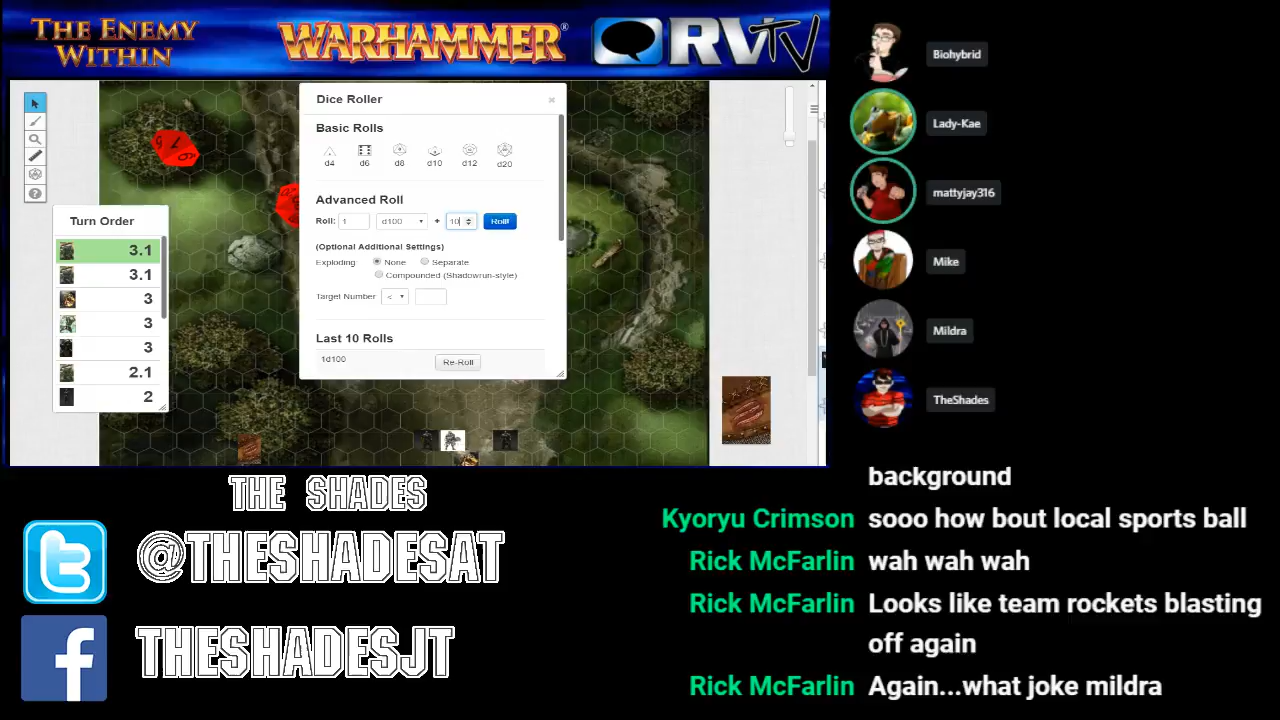 THE ENEMY
WITHIN
WARHAMMER®
RVTV
Dice Roller
×
Basic Rolls
d4 d6 d8 d10 d12 d20
Advanced Roll
Roll: 1 d100 + 10 Roll!
(Optional Additional Settings)
Exploding: None Separate
Compounded (Shadowrun-style)
Target Number <
Last 10 Rolls
1d100 Re-Roll
Turn Order
3.1
3.1
3
3
3
2.1
2
Biohybrid
Lady-Kae
mattyjay316
Mike
Mildra
TheShades
THE SHADES
@THESHADESAT
THESHADESJT
background
Kyoryu Crimson sooo how bout local sports ball
Rick McFarlin wah wah wah
Rick McFarlin Looks like team rockets blasting
off again
Rick McFarlin Again...what joke mildra